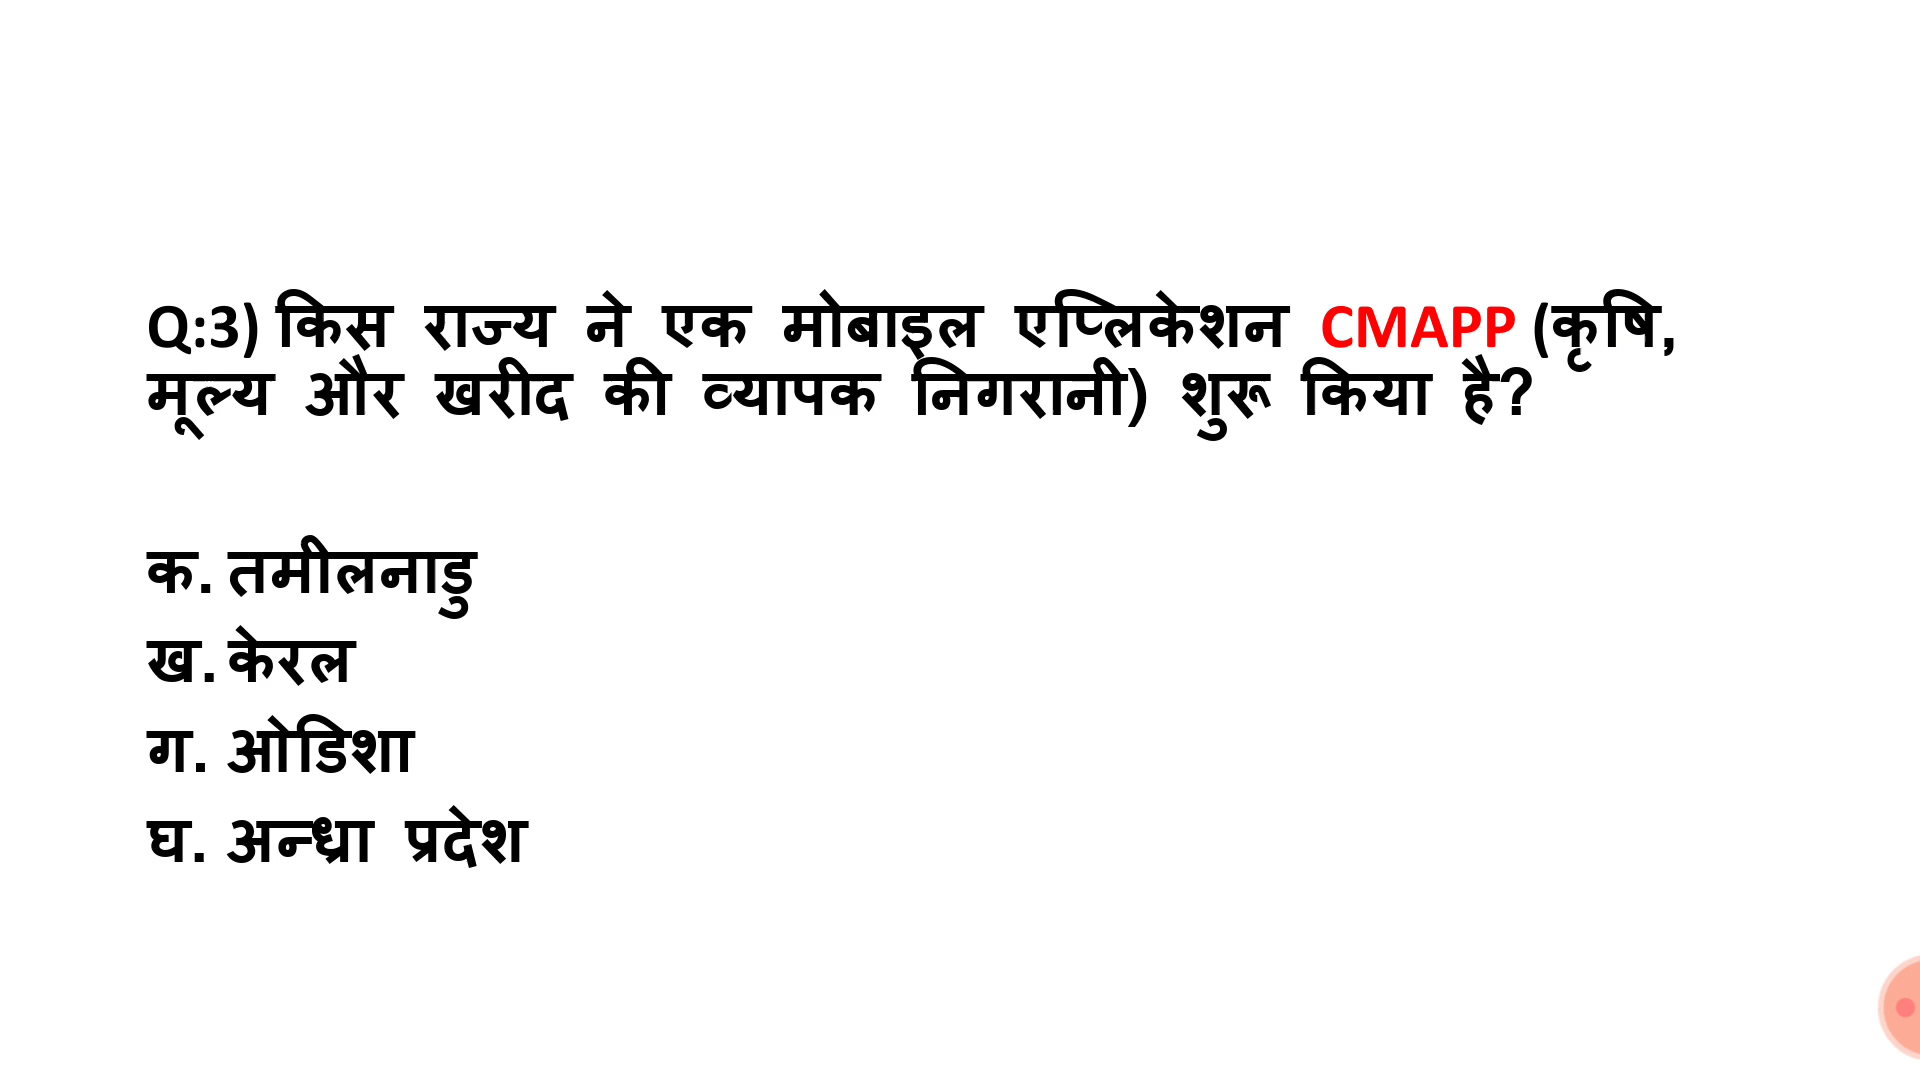 Q:3) किस राज्य ने एक मोबाइल एप्लिकेशन CMAPP (कृषि,
मूल्य और खरीद की व्यापक निगरानी) शुरू किया है?
क. तमीलनाडु
ख. केरल
ग. ओडिशा
घ. अन्ध्रा प्रदेश